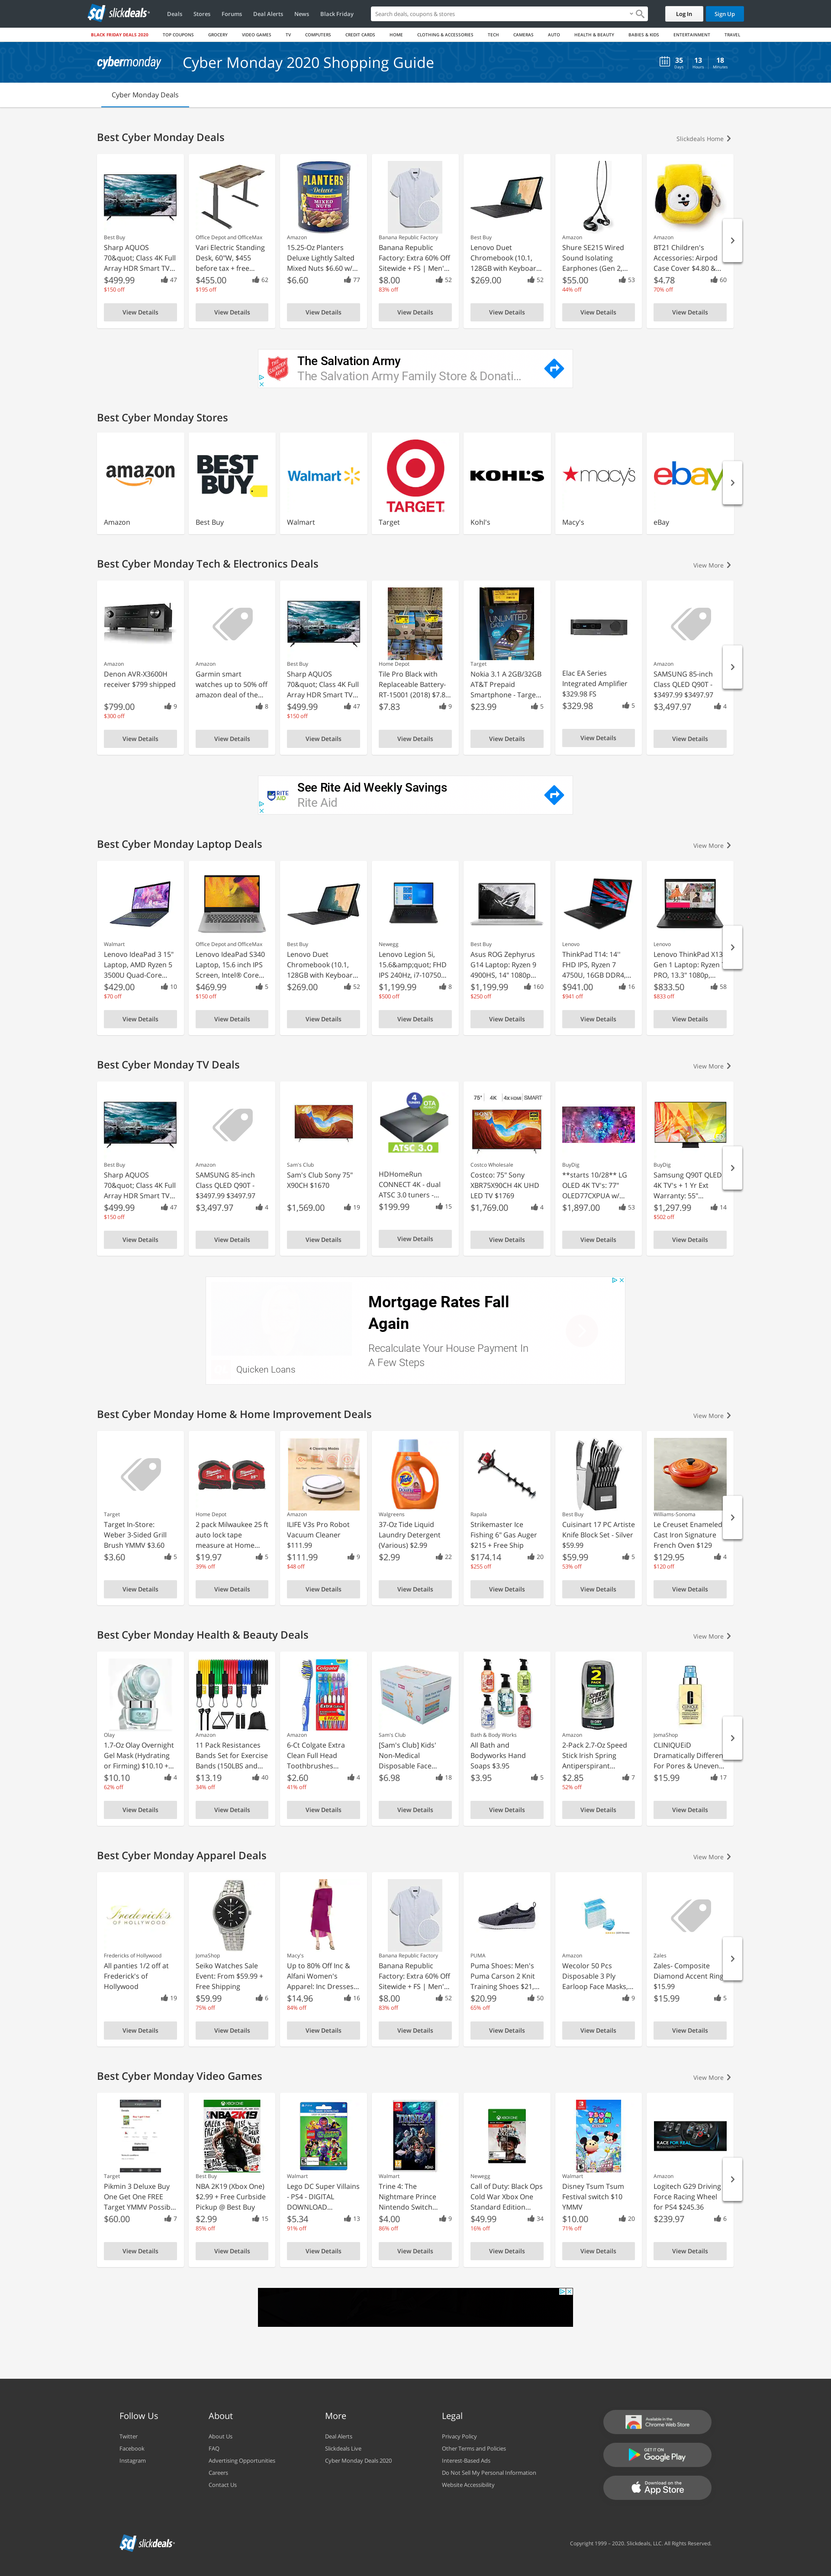 slickdeals
Deals Stores Forums Deal Alerts News Black Friday
Search deals, coupons & stores
Log In Sign Up
BLACK FRIDAY DEALS 2020 TOP COUPONS GROCERY VIDEO GAMES TV COMPUTERS CREDIT CARDS HOME CLOTHING & ACCESSORIES TECH CAMERAS AUTO HEALTH & BEAUTY BABIES & KIDS ENTERTAINMENT TRAVEL
cybermonday Cyber Monday 2020 Shopping Guide
35 Days 13 Hours 18 Minutes
Cyber Monday Deals
Best Cyber Monday Deals
Slickdeals Home
Best Buy
Sharp AQUOS
70&quot; Class 4K Full
Array HDR Smart TV...
$499.99 47
$150 off
View Details
Office Depot and OfficeMax
Vari Electric Standing
Desk, 60"W, $455
before tax + free...
$455.00 62
$195 off
View Details
Amazon
15.25-Oz Planters
Deluxe Lightly Salted
Mixed Nuts $6.60 w/...
$6.60 77
View Details
Banana Republic Factory
Banana Republic
Factory: Extra 60% Off
Sitewide + FS | Men'...
$8.00 52
83% off
View Details
Best Buy
Lenovo Duet
Chromebook (10.1,
128GB with Keyboar...
$269.00 52
View Details
Amazon
Shure SE215 Wired
Sound Isolating
Earphones (Gen 2,...
$55.00 53
44% off
View Details
Amazon
BT21 Children's
Accessories: Airpod
Case Cover $4.80 &...
$4.78 60
70% off
View Details
The Salvation Army
The Salvation Army Family Store & Donati...
Best Cyber Monday Stores
Amazon
Best Buy
Walmart
Target
Kohl's
Macy's
eBay
Best Cyber Monday Tech & Electronics Deals
View More
Amazon
Denon AVR-X3600H
receiver $799 shipped
$799.00 9
$300 off
View Details
Amazon
Garmin smart
watches up to 50% off
amazon deal of the...
8
View Details
Best Buy
Sharp AQUOS
70&quot; Class 4K Full
Array HDR Smart TV...
$499.99 47
$150 off
View Details
Home Depot
Tile Pro Black with
Replaceable Battery-
RT-15001 (2018) $7.8...
$7.83 9
View Details
Target
Nokia 3.1 A 2GB/32GB
AT&T Prepaid
Smartphone - Targe...
$23.99 5
View Details
Elac EA Series
Integrated Amplifier
$329.98 FS
$329.98 5
View Details
Amazon
SAMSUNG 85-inch
Class QLED Q90T -
$3497.99 $3497.97
$3,497.97 4
View Details
See Rite Aid Weekly Savings
Rite Aid
Best Cyber Monday Laptop Deals
View More
Walmart
Lenovo IdeaPad 3 15"
Laptop, AMD Ryzen 5
3500U Quad-Core...
$429.00 10
$70 off
View Details
Office Depot and OfficeMax
Lenovo IdeaPad S340
Laptop, 15.6 inch IPS
Screen, Intel® Core...
$469.99 5
$150 off
View Details
Best Buy
Lenovo Duet
Chromebook (10.1,
128GB with Keyboar...
$269.00 52
View Details
Newegg
Lenovo Legion 5i,
15.6&amp;quot; FHD
IPS 240Hz, i7-10750...
$1,199.99 8
$500 off
View Details
Best Buy
Asus ROG Zephyrus
G14 Laptop: Ryzen 9
4900HS, 14" 1080p...
$1,199.99 160
$250 off
View Details
Lenovo
ThinkPad T14: 14"
FHD IPS, Ryzen 7
4750U, 16GB DDR4,...
$941.00 16
$941 off
View Details
Lenovo
Lenovo ThinkPad X13
Gen 1 Laptop: Ryzen
PRO, 13.3" 1080p,...
$833.50 58
$833 off
View Details
Best Cyber Monday TV Deals
View More
Best Buy
Sharp AQUOS
70&quot; Class 4K Full
Array HDR Smart TV...
$499.99 47
$150 off
View Details
Amazon
SAMSUNG 85-inch
Class QLED Q90T -
$3497.99 $3497.97
$3,497.97 4
View Details
Sam's Club
Sam's Club Sony 75"
X90CH $1670
$1,569.00 19
View Details
HDHomeRun
CONNECT 4K - dual
ATSC 3.0 tuners -...
$199.99 15
View Details
Costco Wholesale
Costco: 75" Sony
XBR75X90CH 4K UHD
LED TV $1769
$1,769.00 4
View Details
BuyDig
**starts 10/28** LG
OLED 4K TV's: 77"
OLED77CXPUA w/...
$1,897.00 53
View Details
BuyDig
Samsung Q90T QLED
4K TV's + 1 Yr Ext
Warranty: 55"...
$1,297.99 14
$502 off
View Details
Mortgage Rates Fall
Again
Recalculate Your House Payment In
A Few Steps
Quicken Loans
Best Cyber Monday Home & Home Improvement Deals
View More
Target
Target In-Store:
Weber 3-Sided Grill
Brush YMMV $3.60
$3.60 5
View Details
Home Depot
2 pack Milwaukee 25 ft
auto lock tape
measure at Home...
$19.97 5
39% off
View Details
Amazon
ILIFE V3s Pro Robot
Vacuum Cleaner
$111.99
$111.99 9
$48 off
View Details
Walgreens
37-Oz Tide Liquid
Laundry Detergent
(Various) $2.99
$2.99 22
View Details
Rapala
Strikemaster Ice
Fishing 6" Gas Auger
$215 + Free Ship
$174.14 20
$255 off
View Details
Best Buy
Cuisinart 17 PC Artiste
Knife Block Set - Silver
$59.99
$59.99 5
53% off
View Details
Williams-Sonoma
Le Creuset Enameled
Cast Iron Signature
French Oven $129
$129.95 4
$120 off
View Details
Best Cyber Monday Health & Beauty Deals
View More
Olay
1.7-Oz Olay Overnight
Gel Mask (Hydrating
or Firming) $10.10 +...
$10.10 4
62% off
View Details
Amazon
11 Pack Resistances
Bands Set for Exercise
Bands (150LBS and...
$13.19 40
34% off
View Details
Amazon
6-Ct Colgate Extra
Clean Full Head
Toothbrushes...
$2.60 4
41% off
View Details
Sam's Club
[Sam's Club] Kids'
Non-Medical
Disposable Face...
$6.98 18
View Details
Bath & Body Works
All Bath and
Bodyworks Hand
Soaps $3.95
$3.95 5
View Details
Amazon
2-Pack 2.7-Oz Speed
Stick Irish Spring
Antiperspirant...
$2.85 7
52% off
View Details
JomaShop
CLINIQUEiD
Dramatically Differen
For Pores & Uneven...
$15.99 17
View Details
Best Cyber Monday Apparel Deals
View More
Fredericks of Hollywood
All panties 1/2 off at
Frederick's of
Hollywood
19
View Details
JomaShop
Seiko Watches Sale
Event: From $59.99 +
Free Shipping
$59.99 6
75% off
View Details
Macy's
Up to 80% Off Inc &
Alfani Women's
Apparel: Inc Dresses...
$14.96 16
84% off
View Details
Banana Republic Factory
Banana Republic
Factory: Extra 60% Off
Sitewide + FS | Men'...
$8.00 52
83% off
View Details
PUMA
Puma Shoes: Men's
Puma Carson 2 Knit
Training Shoes $21,...
$20.99 50
65% off
View Details
Amazon
Wecolor 50 Pcs
Disposable 3 Ply
Earloop Face Masks,...
9
View Details
Zales
Zales- Composite
Diamond Accent Ring
$15.99
$15.99 5
View Details
Best Cyber Monday Video Games
View More
Target
Pikmin 3 Deluxe Buy
One Get One FREE
Target YMMV Possib...
$60.00 7
View Details
Best Buy
NBA 2K19 (Xbox One)
$2.99 + Free Curbside
Pickup @ Best Buy
$2.99 15
85% off
View Details
Walmart
Lego DC Super Villains
- PS4 - DIGITAL
DOWNLOAD...
$5.34 13
91% off
View Details
Walmart
Trine 4: The
Nightmare Prince
Nintendo Switch...
$4.00 9
86% off
View Details
Newegg
Call of Duty: Black Ops
Cold War Xbox One
Standard Edition...
$49.99 34
16% off
View Details
Walmart
Disney Tsum Tsum
Festival switch $10
YMMV
$10.00 20
71% off
View Details
Amazon
Logitech G29 Driving
Force Racing Wheel
for PS4 $245.36
$239.97 6
View Details
Follow Us
Twitter
Facebook
Instagram
About
About Us
FAQ
Advertising Opportunities
Careers
Contact Us
More
Deal Alerts
Slickdeals Live
Cyber Monday Deals 2020
Legal
Privacy Policy
Other Terms and Policies
Interest-Based Ads
Do Not Sell My Personal Information
Website Accessibility
Available in the
Chrome Web Store
GET IT ON
Google Play
Download on the
App Store
slickdeals
Copyright 1999 – 2020. Slickdeals, LLC. All Rights Reserved.